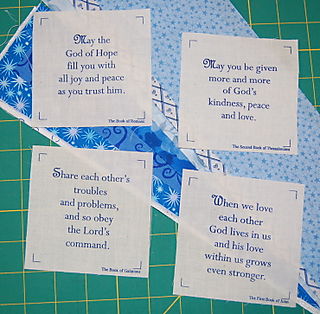 May the
God of Hope
fill you with
all joy and peace
as you trust him.
The Book of Romans
May you be given
more and more
of God's
kindness, peace
and love.
The Second Book of Thessalonians
Share each other's
troubles
and problems,
and so obey
the Lord's
command.
The Book of Galatians
When we love
each other
God lives in us
and his love
within us grows
even stronger.
The First Book of John